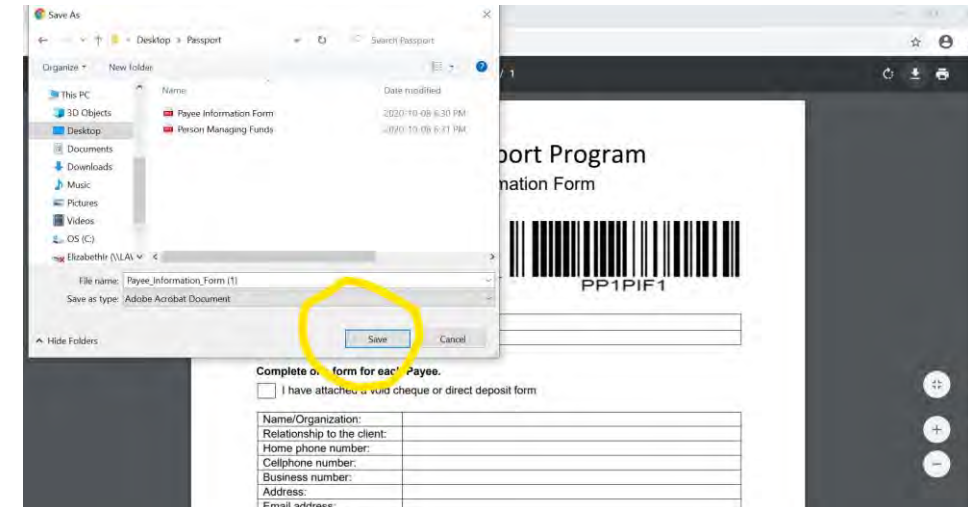 Save As
Desktop > Passport
Search Passport
Organize
New folder
This PC
3D Objects
Desktop
Documents
Downloads
Music
Pictures
Videos
OS (C:)
Name
Date modified
Payee Information Form
2020-10-08 6:30 PM
Person Managing Funds
2020-10-08 6:31 PM
File name: Payee_Information_Form (1)
Save as type: Adobe Acrobat Document
Hide Folders
Save
Cancel
/ 1
port Program
mation Form
PP1PIF1
Complete form for each Payee.
I have attached a void cheque or direct deposit form
Name/Organization:
Relationship to the client:
Home phone number:
Cellphone number:
Business number:
Address:
Email address: